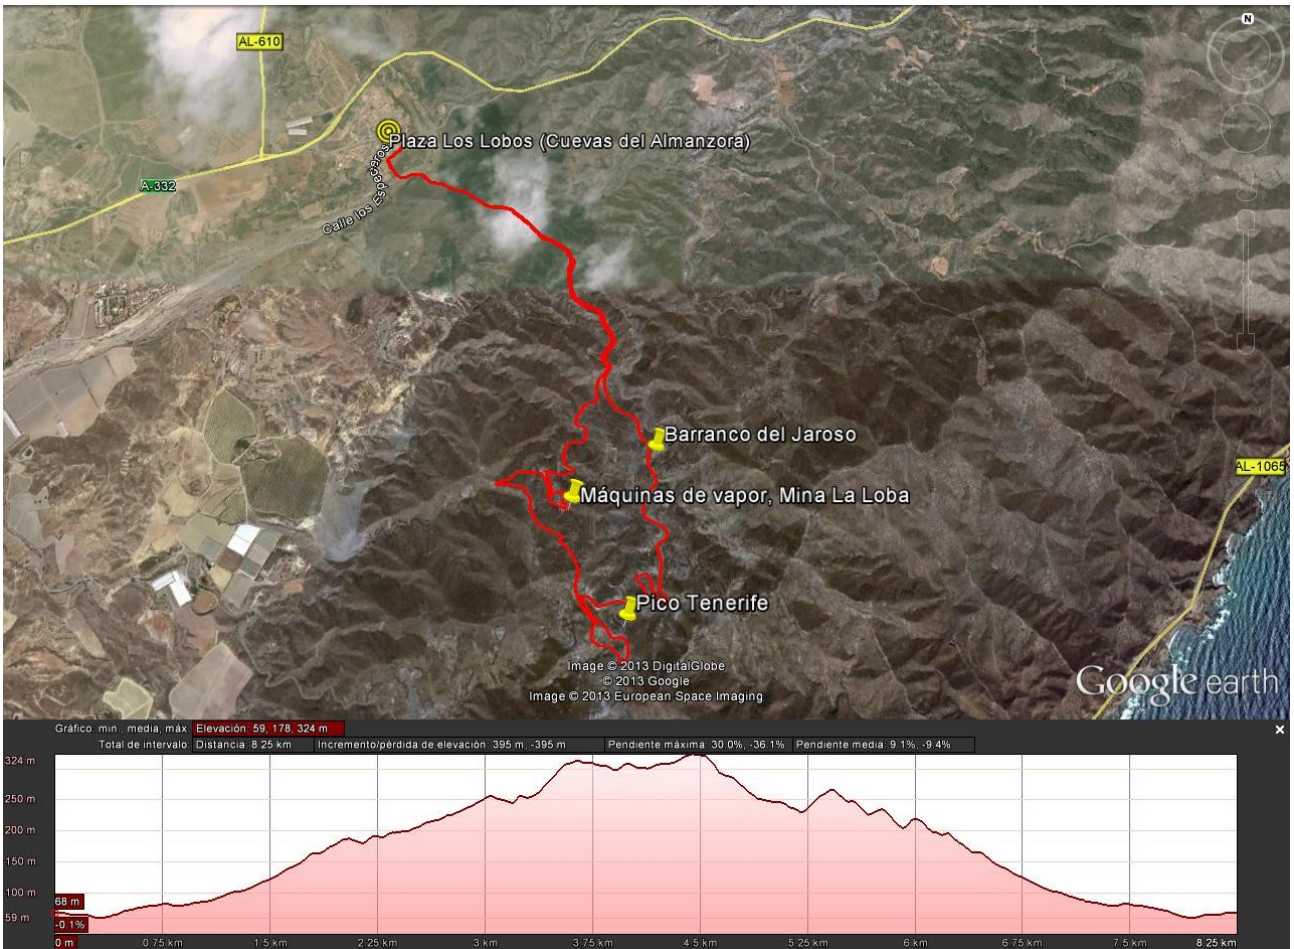 N
AL-610
Plaza Los Lobos (Cuevas del Almanzora)
A-332
Calle los Especieros
Barranco del Jaroso
AL-1065
Máquinas de vapor, Mina La Loba
Pico Tenerife
Image © 2013 DigitalGlobe
© 2013 Google
Image © 2013 European Space Imaging
Google earth
Gráfico: min., media, máx. Elevación: 59, 178, 324 m
Total de intervalo: Distancia: 8.25 km Incremento/pérdida de elevación: 395 m, -395 m Pendiente máxima: 30.0%, -36.1% Pendiente media: 9.1%, -9.4%
324 m
250 m
200 m
150 m
100 m
68 m
59 m
-0.1%
0 m 0.75 km 1.5 km 2.25 km 3 km 3.75 km 4.5 km 5.25 km 6 km 6.75 km 7.5 km 8.25 km